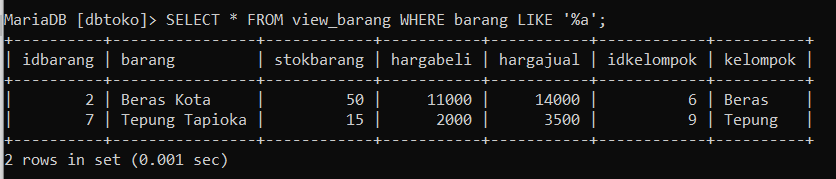 MariaDB [dbtoko]> SELECT * FROM view_barang WHERE barang LIKE '%a';
+----------+----------------+------------+-----------+-----------+------------+----------+
| idbarang | barang         | stokbarang | hargabeli | hargajual | idkelompok | kelompok |
+----------+----------------+------------+-----------+-----------+------------+----------+
|        2 | Beras Kota     |         50 |     11000 |     14000 |          6 | Beras    |
|        7 | Tepung Tapioka |         15 |      2000 |      3500 |          9 | Tepung   |
+----------+----------------+------------+-----------+-----------+------------+----------+
2 rows in set (0.001 sec)